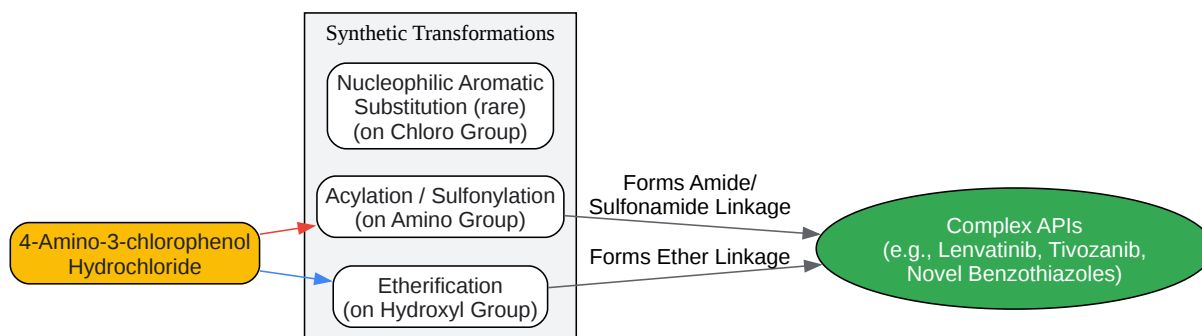 Synthetic Transformations
Nucleophilic Aromatic
Substitution (rare)
(on Chloro Group)
Acylation / Sulfonylation
(on Amino Group)
Etherification
(on Hydroxyl Group)
4-Amino-3-chlorophenol
Hydrochloride
Forms Amide/
Sulfonamide Linkage
Forms Ether Linkage
Complex APIs
(e.g., Lenvatinib, Tivozanib,
Novel Benzothiazoles)